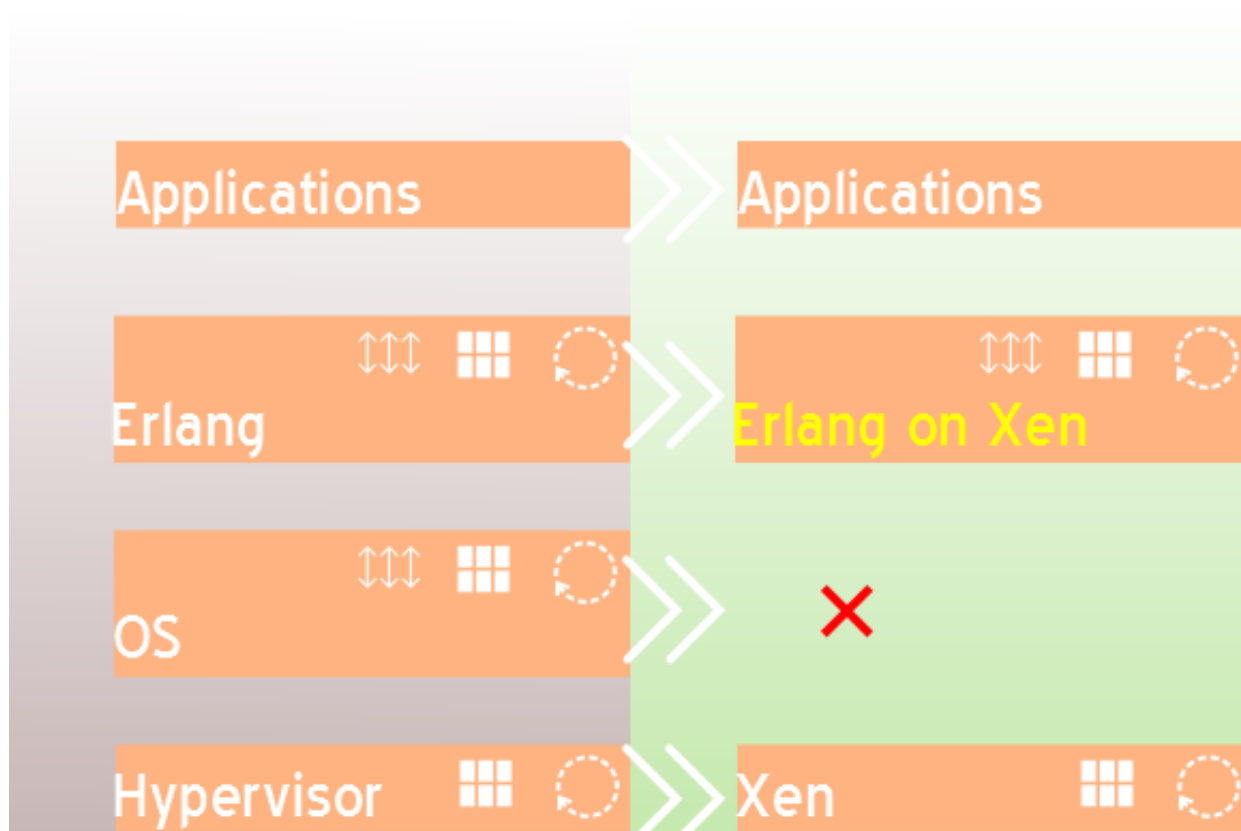 Applications
Applications
Erlang
Erlang on Xen
OS
Hypervisor
Xen